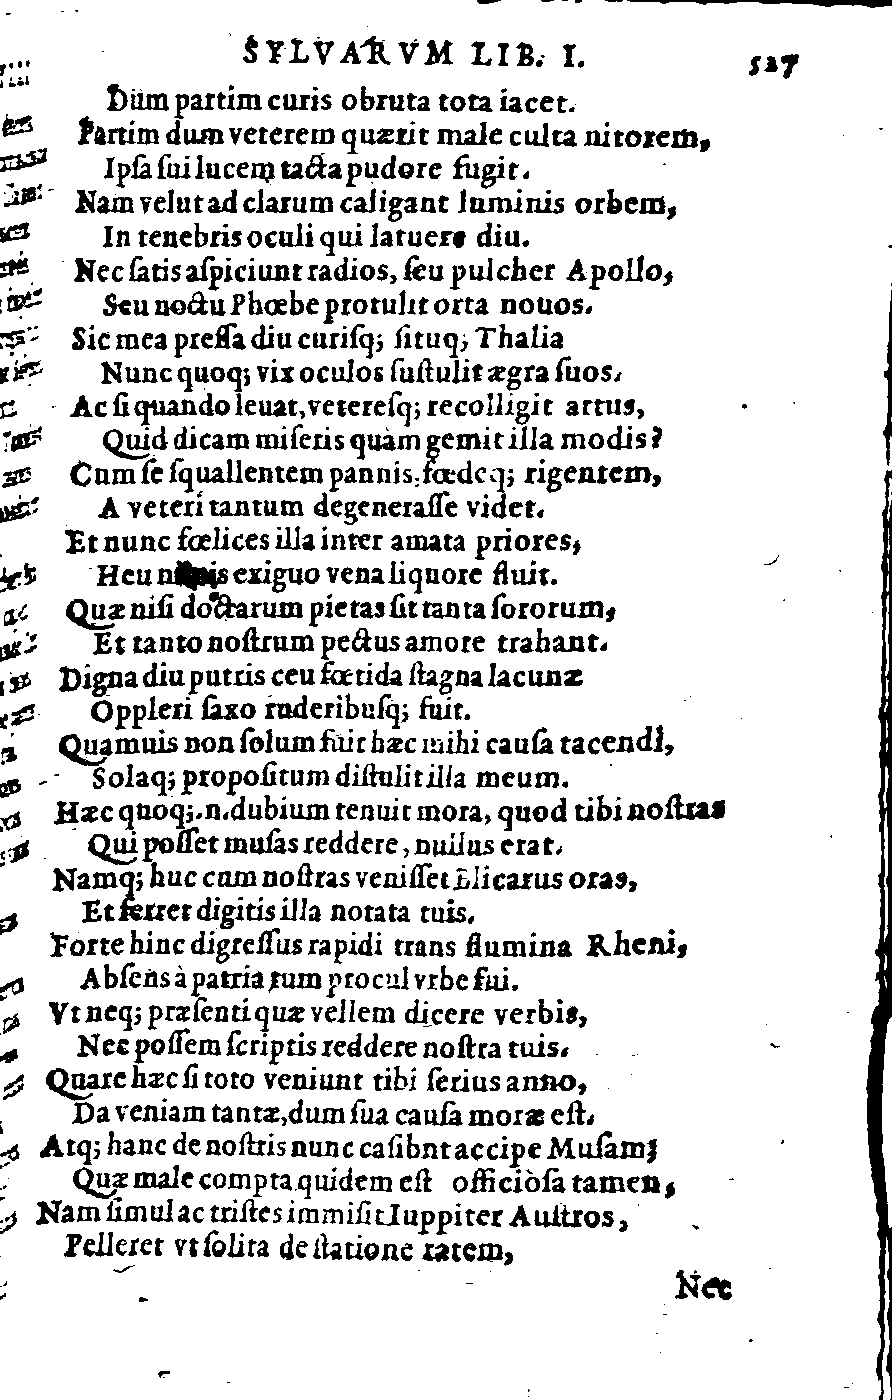 SYLVARVM LIB. I. 527
Dum partim curis obruta tota iacet.
Partim dum veterem quærit male culta nitorem,
Ipſa ſui lucem tacta pudore fugit.
Nam velut ad clarum caligant luminis orbem,
In tenebris oculi qui latuere diu.
Nec ſatis aſpiciunt radios, ſeu pulcher Apollo,
Seu noctu Phœbe protulit orta nouos.
Sic mea preſſa diu curiſq; ſituq; Thalia
Nunc quoq; vix oculos ſuſtulit ægra ſuos.
Ac ſi quando leuat, vetereſq; recolligit artus,
Quid dicam miſeris quàm gemit illa modis?
Cum ſe ſquallentem pannis, fœdeq; rigentem,
A veteri tantum degeneraſſe videt.
Et nunc fœlices illa inter amata priores,
Heu nimis exiguo vena liquore fluit.
Quæ niſi doctarum pietas ſit tanta ſororum,
Et tanto noſtrum pectus amore trahant.
Digna diu putris ceu fœtida ſtagna lacunæ
Oppleri ſaxo ruderibuſq; fuit.
Quamuis non ſolum fuit hæc mihi cauſa tacendi,
Solaq; propoſitum diſtulit illa meum.
Hæc quoq;.n. dubium tenuit mora, quod tibi noſtras
Qui poſſet muſas reddere, nullus erat.
Namq; huc cum noſtras veniſſet oras,
Et ferret digitis illa notata tuis.
Forte hinc digreſſus rapidi trans flumina Rheni,
Abſens à patria tum procul vrbe fui.
Vt neq; præſenti quæ vellem dicere verbis,
Nec poſſem ſcriptis reddere noſtra tuis.
Quare hæc ſi toto veniunt tibi ſerius anno,
Da veniam tantæ, dum ſua cauſa moræ eſt.
Atq; hanc de noſtris nunc caſibnt accipe Muſam;
Quæ male compta quidem eſt officiòſa tamen,
Nam ſimul ac triſtes immiſit Iuppiter Auſtros,
Pelleret vt ſolita de ſtatione ratem,
Nec